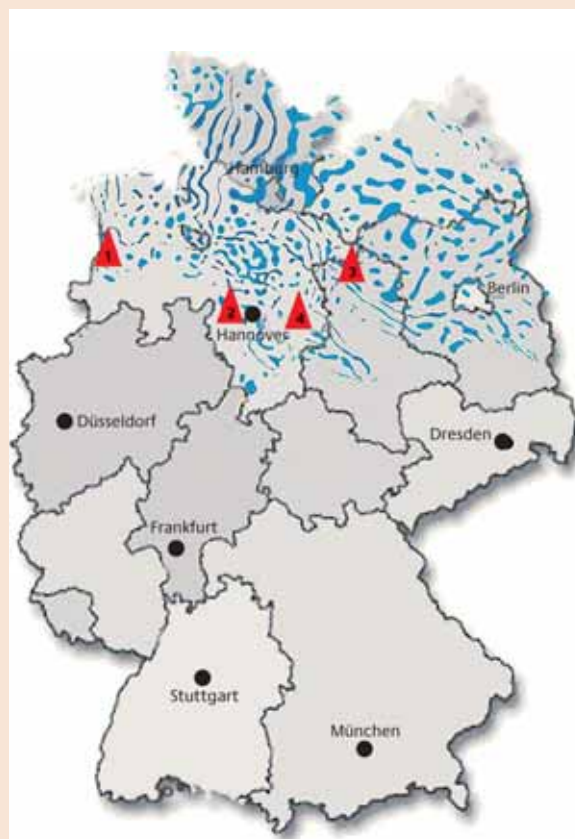 Hamburg
1
3
Berlin
2
4
Hannover
Düsseldorf
Dresden
Frankfurt
Stuttgart
München